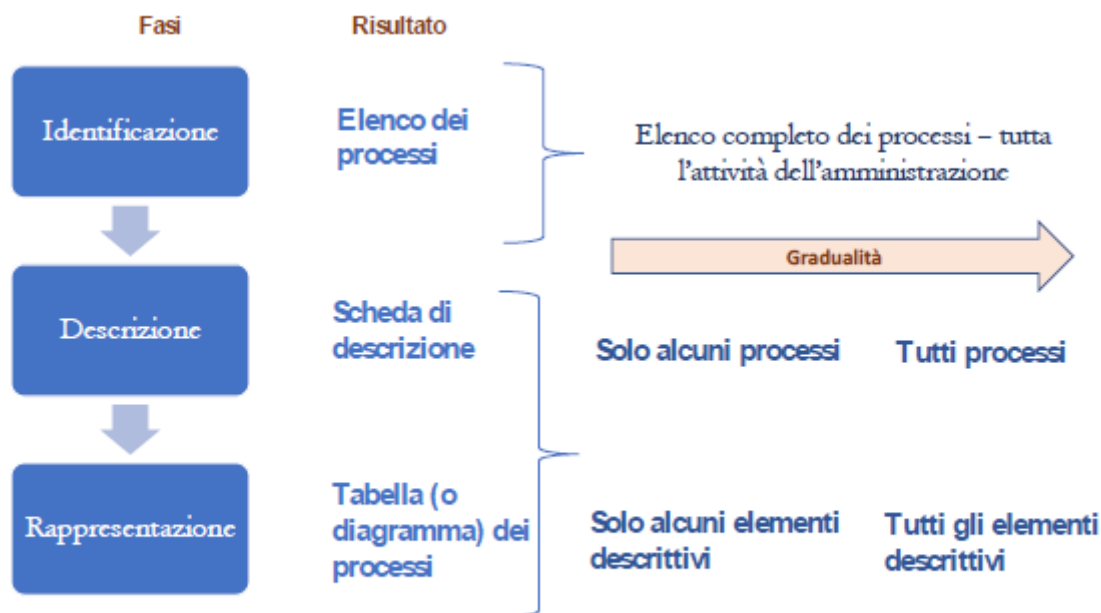 Fasi
Risultato
Identificazione
Elenco dei
processi
Elenco completo dei processi – tutta
l'attività dell'amministrazione
Gradualità
Descrizione
Scheda di
descrizione
Solo alcuni processi
Tutti processi
Rappresentazione
Tabella (o
diagramma) dei
processi
Solo alcuni elementi
descrittivi
Tutti gli elementi
descrittivi